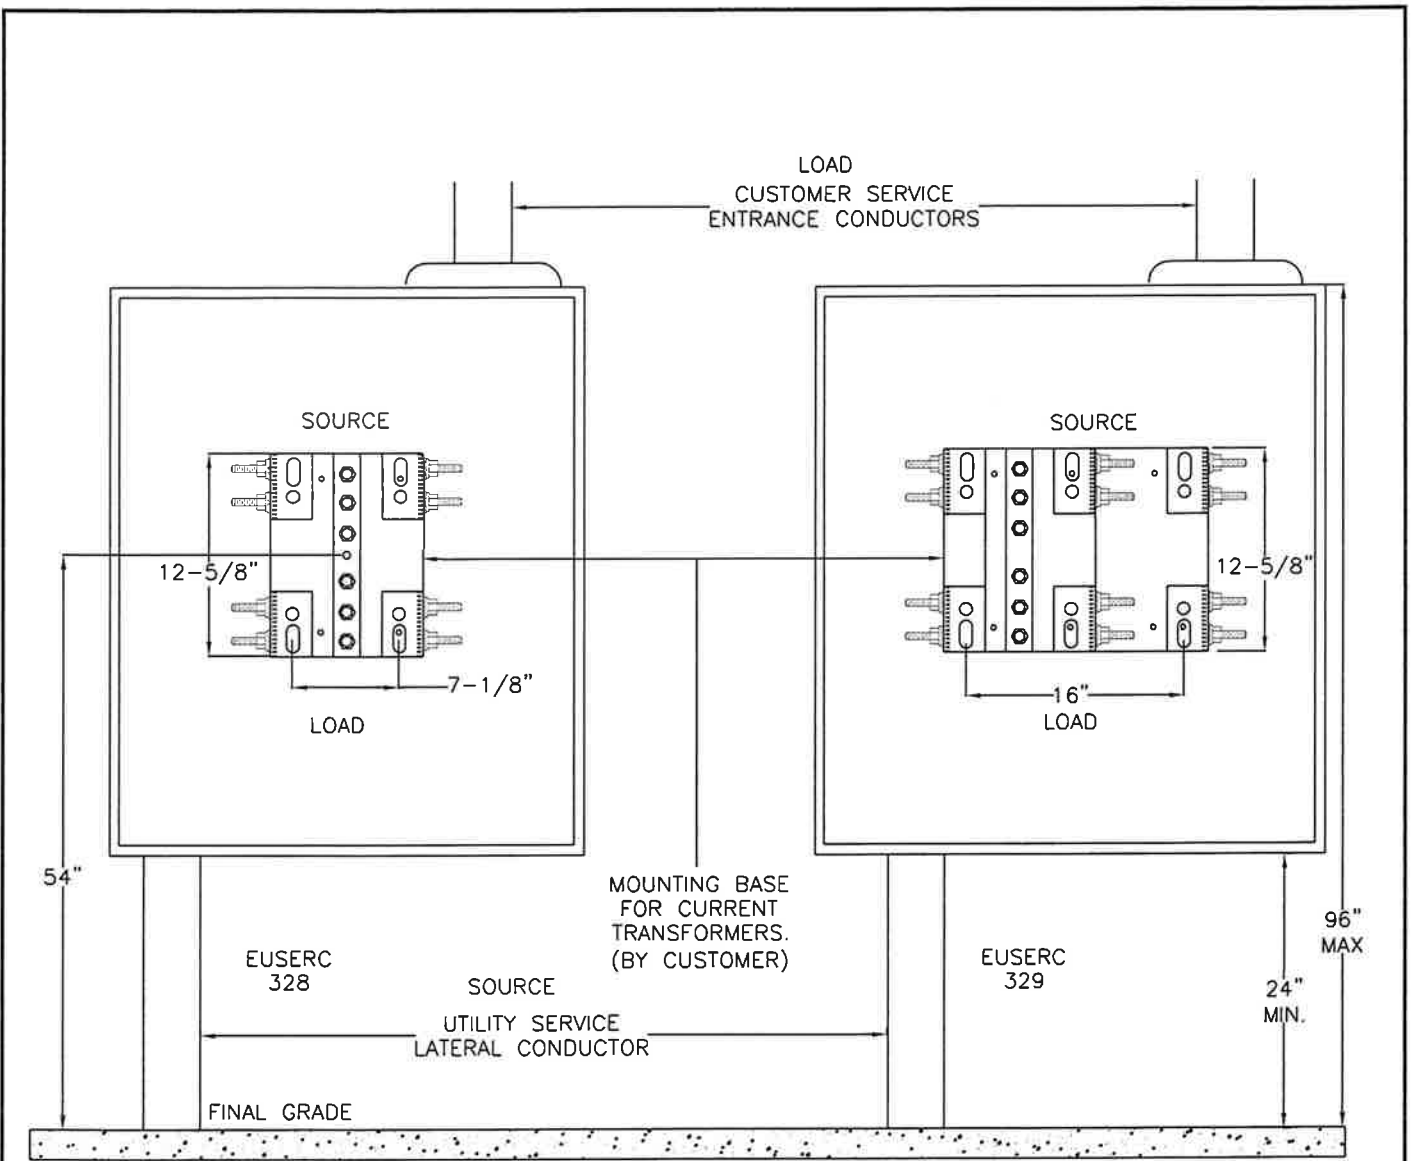 LOAD
CUSTOMER SERVICE
ENTRANCE CONDUCTORS
SOURCE
SOURCE
12-5/8"
12-5/8"
7-1/8"
16"
LOAD
LOAD
54"
MOUNTING BASE
FOR CURRENT
TRANSFORMERS.
(BY CUSTOMER)
96"
MAX
EUSERC
328
EUSERC
329
24"
MIN.
SOURCE
UTILITY SERVICE
LATERAL CONDUCTOR
FINAL GRADE